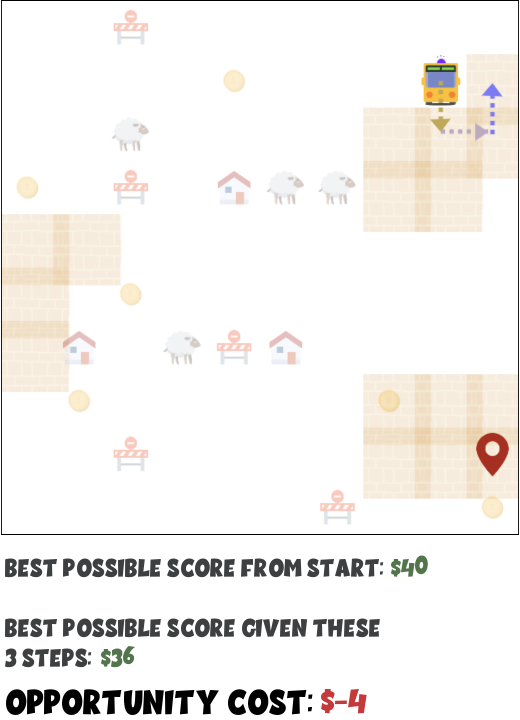 BEST POSSIBLE SCORE FROM START: $40
BEST POSSIBLE SCORE GIVEN THESE
3 STEPS: $36
OPPORTUNITY COST: $-4